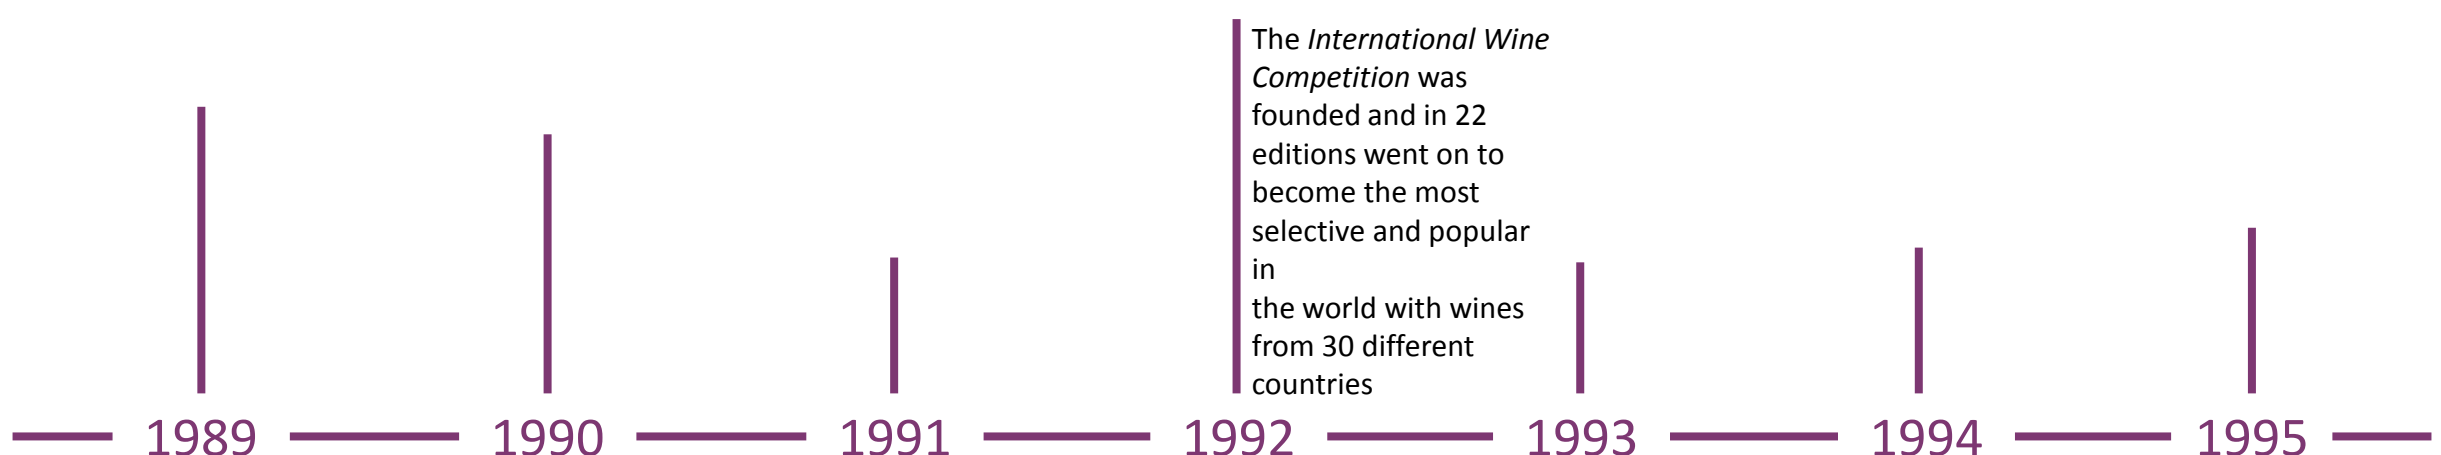 The International Wine
Competition was
founded and in 22
editions went on to
become the most
selective and popular
in
the world with wines
from 30 different
countries
1989 1990 1991 1992 1993 1994 1995